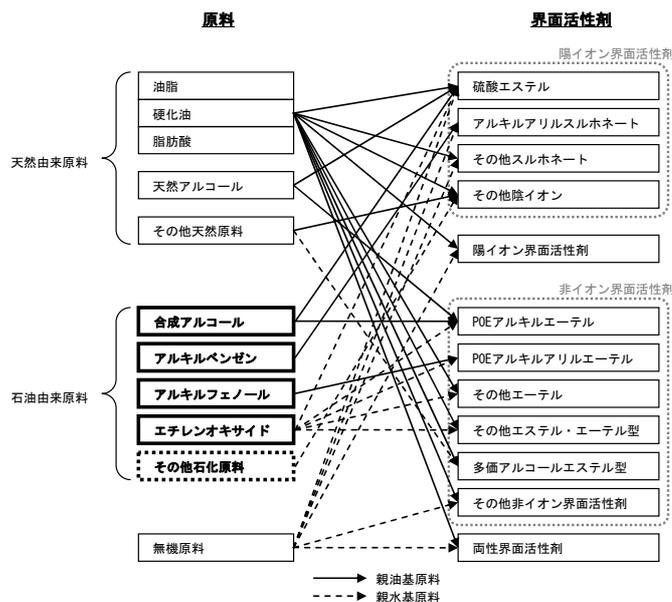 原料
界面活性剤
陽イオン界面活性剤
油脂
硬化油
脂肪酸
天然由来原料
天然アルコール
その他天然原料
硫酸エステル
アルキルアリルスルホネート
その他スルホネート
その他陰イオン
陽イオン界面活性剤
非イオン界面活性剤
合成アルコール
アルキルベンゼン
アルキルフェノール
石油由来原料
エチレンオキサイド
その他石化原料
無機原料
POEアルキルエーテル
POEアルキルアリルエーテル
その他エーテル
その他エステル・エーテル型
多価アルコールエステル型
その他非イオン界面活性剤
両性界面活性剤
親油基原料
親水基原料